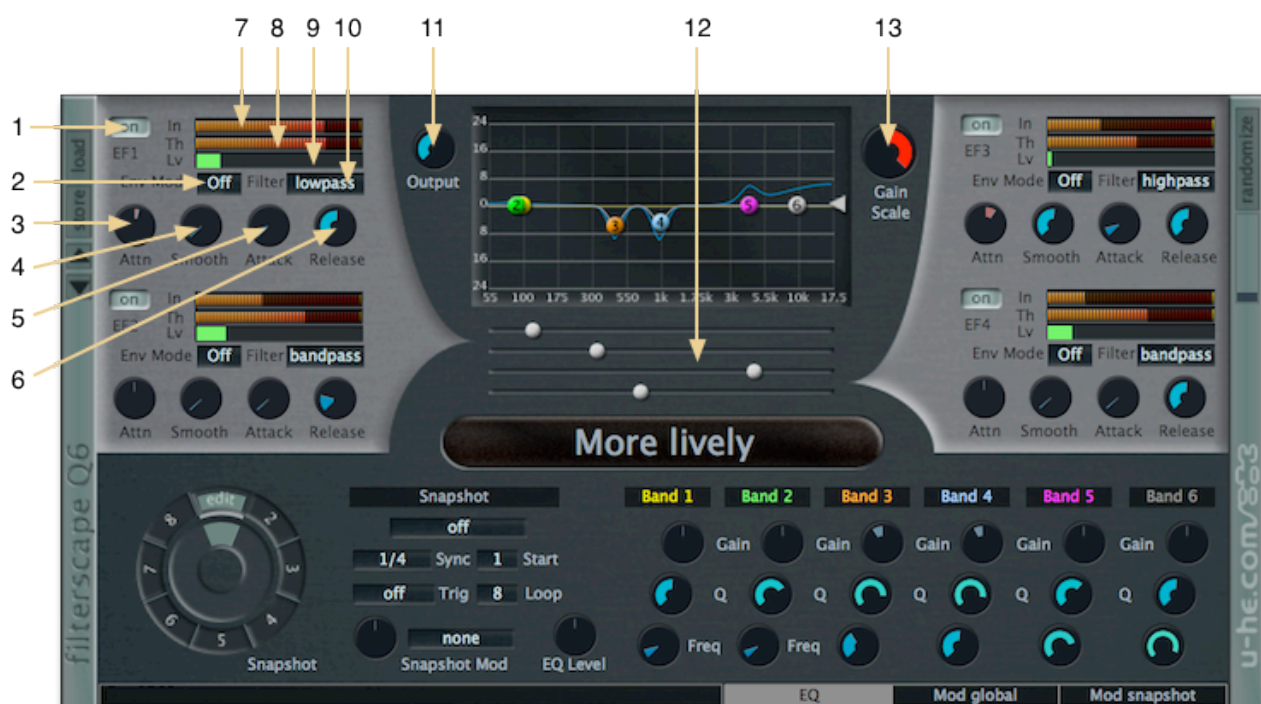 7 8 9 10 11 12 13
1
2
3
4
5
6
load
store
filterscape Q6
randomize
u-he.com
on
In
EF1
Th
Lv
Env Mode Off Filter lowpass
Attn Smooth Attack Release
on
In
EF2
Th
Lv
Env Mode Off Filter bandpass
Attn Smooth Attack Release
Output
24
16
8
0
8
16
24
55 100 175 300 550 1k 1.75k 3k 5.5k 10k 17.5
2 3 4 5 6
Gain
Scale
on
In
EF3
Th
Lv
Env Mode Off Filter highpass
Attn Smooth Attack Release
on
In
EF4
Th
Lv
Env Mode Off Filter bandpass
Attn Smooth Attack Release
More lively
edit
2
3
4
5
6
7
8
Snapshot
Snapshot
off
1/4 Sync 1 Start
off Trig 8 Loop
none
Snapshot Mod
EQ Level
Band 1 Band 2 Band 3 Band 4 Band 5 Band 6
Gain Gain Gain Gain Gain
Q Q Q Q Q
Freq Freq
EQ Mod global Mod snapshot